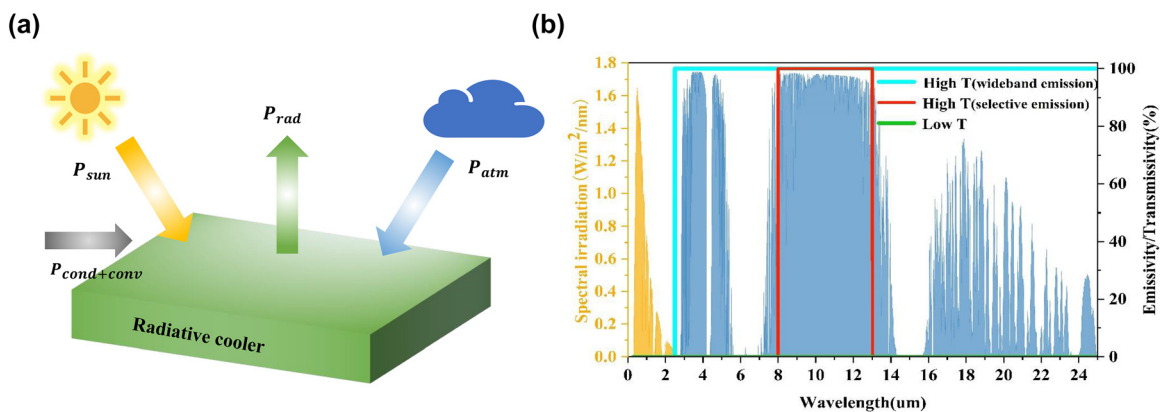 (a)
P_sun
P_rad
P_atm
P_cond+conv
Radiative cooler
(b)
Spectral irradiation (W/m²/nm)
1.8
1.6
1.4
1.2
1.0
0.8
0.6
0.4
0.2
0.0
High T(wideband emission)
High T(selective emission)
Low T
100
80
60
40
20
0
Emissivity/Transmissivity(%)
0 2 4 6 8 10 12 14 16 18 20 22 24
Wavelength(um)